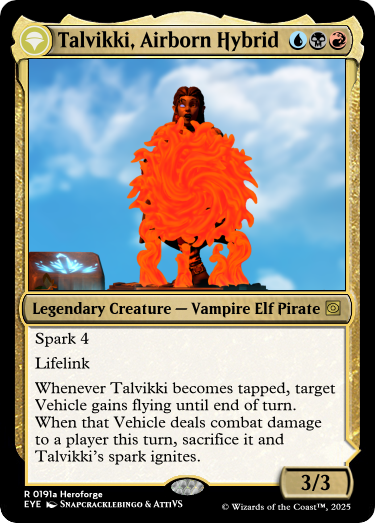 Talvikki, Airborn Hybrid
Legendary Creature — Vampire Elf Pirate
Spark 4
Lifelink
Whenever Talvikki becomes tapped, target
Vehicle gains flying until end of turn.
When that Vehicle deals combat damage
to a player this turn, sacrifice it and
Talvikki's spark ignites.
3/3
R 0191a Heroforge
EYE SNAPCRACKLEBINGO & ATTIVS
© Wizards of the Coast™, 2025